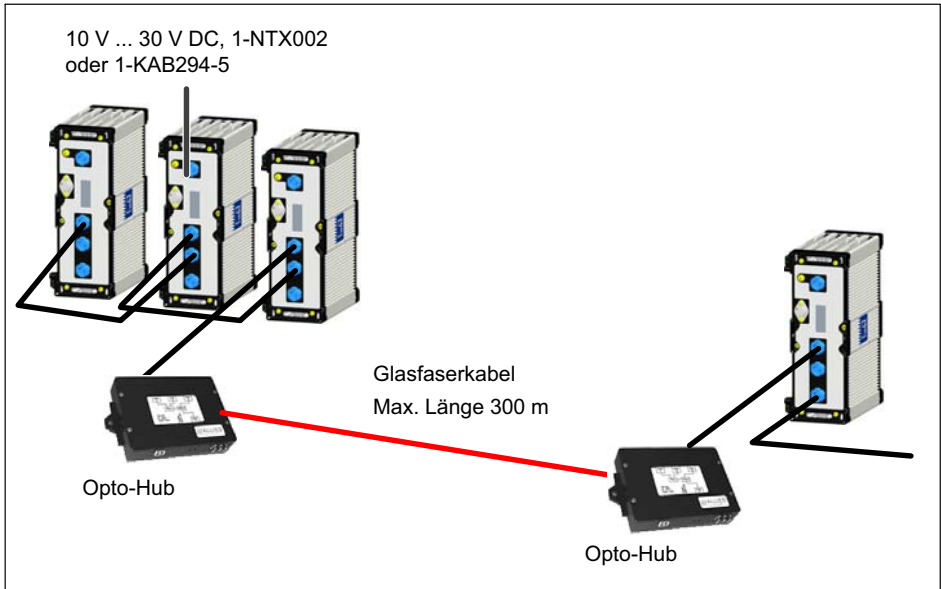 10 V ... 30 V DC, 1-NTX002
oder 1-KAB294-5
Glasfaserkabel
Max. Länge 300 m
Opto-Hub
Opto-Hub